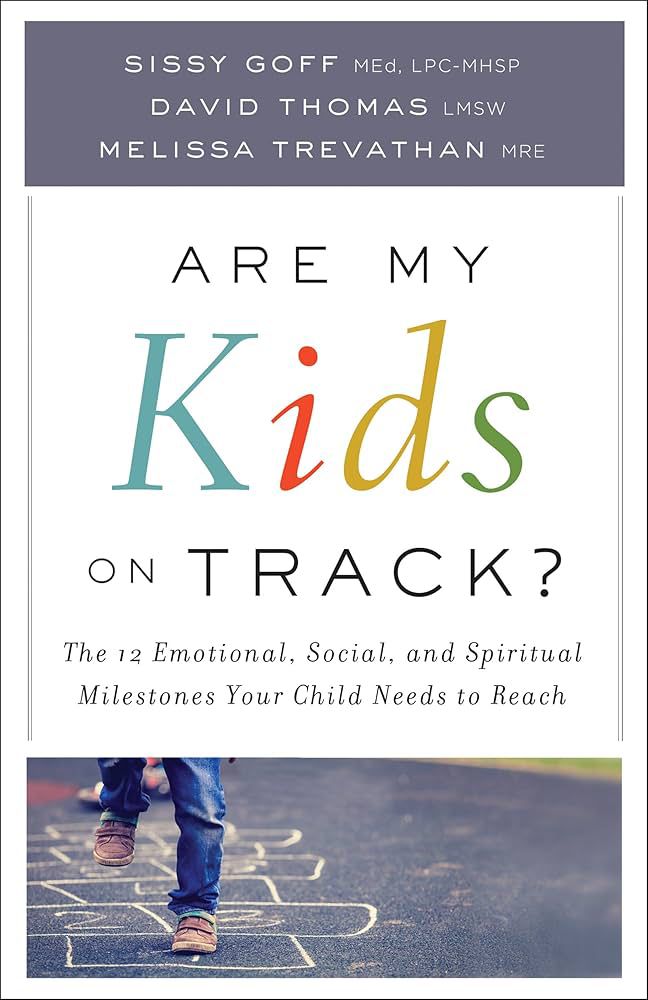 SISSY GOFF MEd, LPC-MHSP
DAVID THOMAS LMSW
MELISSA TREVATHAN MRE
ARE MY
Kids
ON TRACK?
The 12 Emotional, Social, and Spiritual
Milestones Your Child Needs to Reach